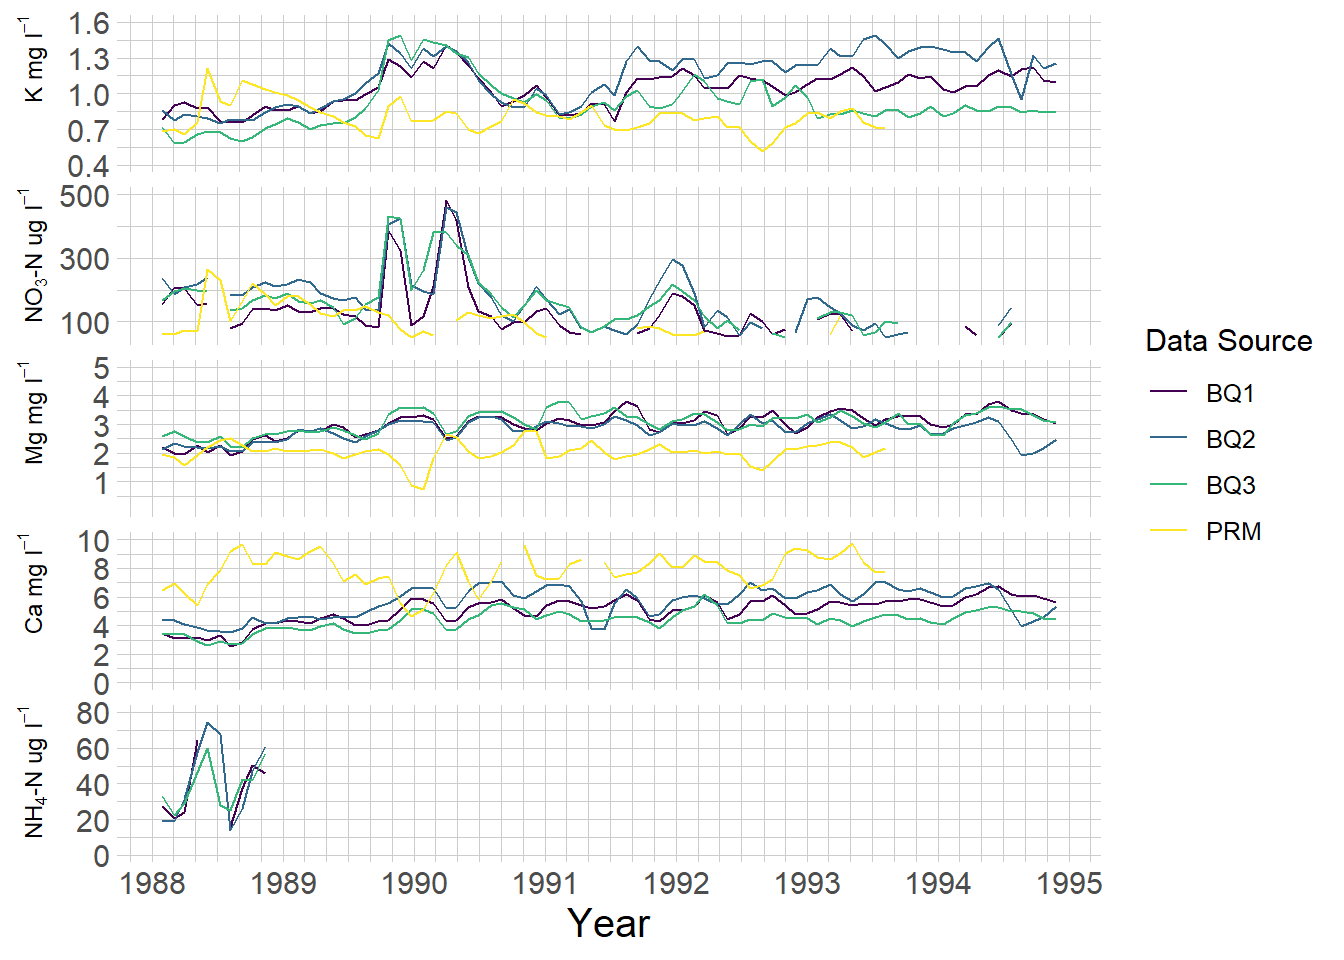 K mg l⁻¹
1.6
1.3
1.0
0.7
0.4
NO₃-N ug l⁻¹
500
300
100
Mg mg l⁻¹
5
4
3
2
1
Ca mg l⁻¹
10
8
6
4
2
0
NH₄-N ug l⁻¹
80
60
40
20
0
1988 1989 1990 1991 1992 1993 1994 1995
Year
Data Source
BQ1
BQ2
BQ3
PRM